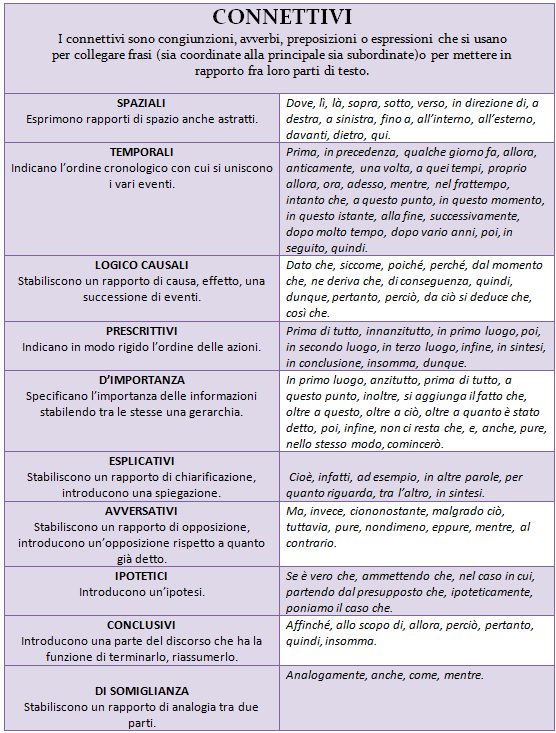 CONNETTIVI
I connettivi sono congiunzioni, avverbi, preposizioni o espressioni che si usano
per collegare frasi (sia coordinate alla principale sia subordinate)o per mettere in
rapporto fra loro parti di testo.
SPAZIALI
Esprimono rapporti di spazio anche astratti.
Dove, lì, là, sopra, sotto, verso, in direzione di, a
destra, a sinistra, fino a, all’interno, all’esterno,
davanti, dietro, qui.
TEMPORALI
Indicano l’ordine cronologico con cui si uniscono
i vari eventi.
Prima, in precedenza, qualche giorno fa, allora,
anticamente, una volta, a quei tempi, proprio
allora, ora, adesso, mentre, nel frattempo,
intanto che, a questo punto, in questo momento,
in questo istante, alla fine, successivamente,
dopo molto tempo, dopo vario anni, poi, in
seguito, quindi.
LOGICO CAUSALI
Stabiliscono un rapporto di causa, effetto, una
successione di eventi.
Dato che, siccome, poiché, perché, dal momento
che, ne deriva che, di conseguenza, quindi,
dunque, pertanto, perciò, da ciò si deduce che,
così che.
PRESCRITTIVI
Indicano in modo rigido l’ordine delle azioni.
Prima di tutto, innanzitutto, in primo luogo, poi,
in secondo luogo, in terzo luogo, infine, in sintesi,
in conclusione, insomma, dunque.
D’IMPORTANZA
Specificano l’importanza delle informazioni
stabilendo tra le stesse una gerarchia.
In primo luogo, anzitutto, prima di tutto, a
questo punto, inoltre, si aggiunga il fatto che,
oltre a questo, oltre a ciò, oltre a quanto è stato
detto, poi, infine, non ci resta che, e, anche, pure,
nello stesso modo, comincerò.
ESPLICATIVI
Stabiliscono un rapporto di chiarificazione,
introducono una spiegazione.
Cioè, infatti, ad esempio, in altre parole, per
quanto riguarda, tra l’altro, in sintesi.
AVVERSATIVI
Stabiliscono un rapporto di opposizione,
introducono un’opposizione rispetto a quanto
già detto.
Ma, invece, ciononostante, malgrado ciò,
tuttavia, pure, nondimeno, eppure, mentre, al
contrario.
IPOTETICI
Introducono un’ipotesi.
Se è vero che, ammettendo che, nel caso in cui,
partendo dal presupposto che, ipoteticamente,
poniamo il caso che.
CONCLUSIVI
Introducono una parte del discorso che ha la
funzione di terminarlo, riassumerlo.
Affinché, allo scopo di, allora, perciò, pertanto,
quindi, insomma.
DI SOMIGLIANZA
Stabiliscono un rapporto di analogia tra due
parti.
Analogamente, anche, come, mentre.